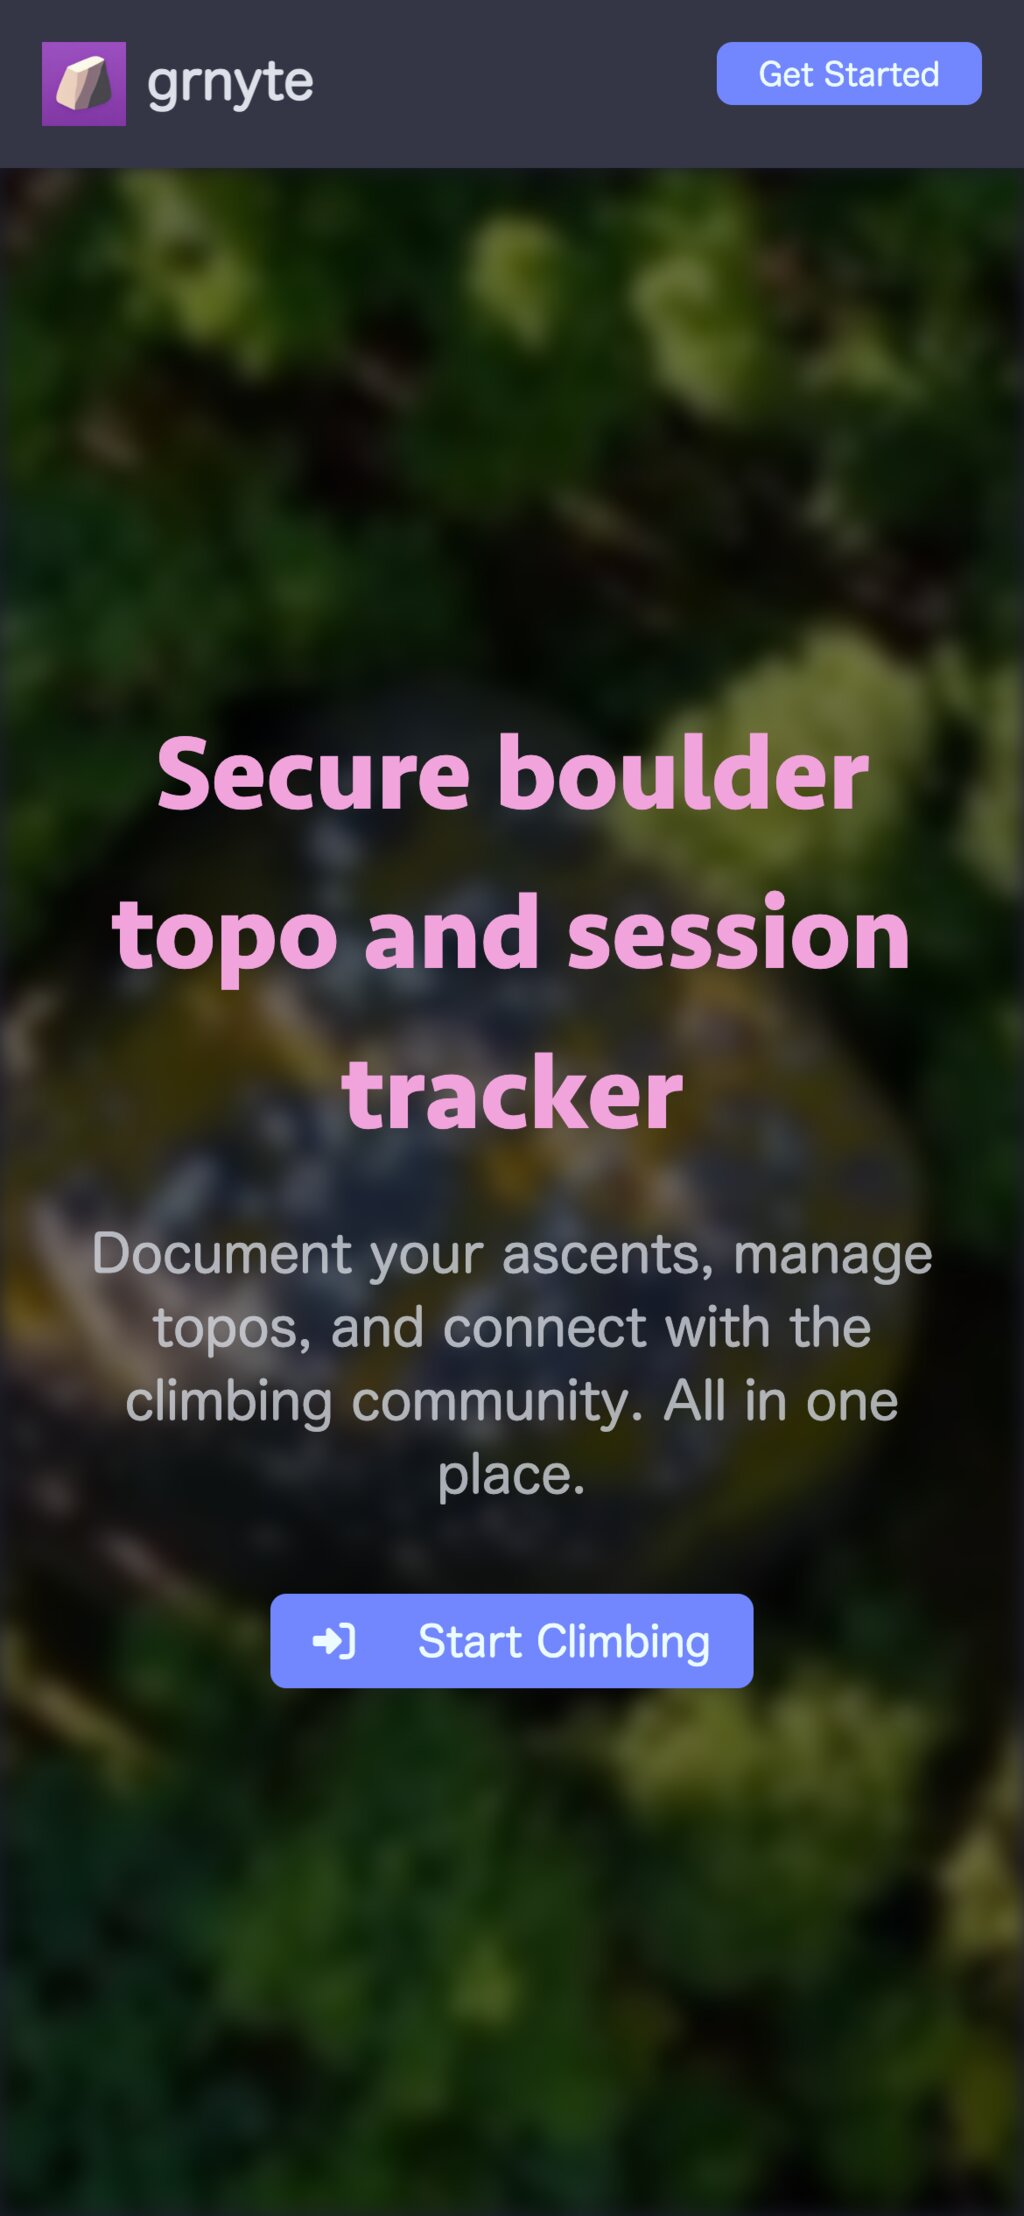 grnyte
Get Started
Secure boulder
topo and session
tracker
Document your ascents, manage
topos, and connect with the
climbing community. All in one
place.
Start Climbing